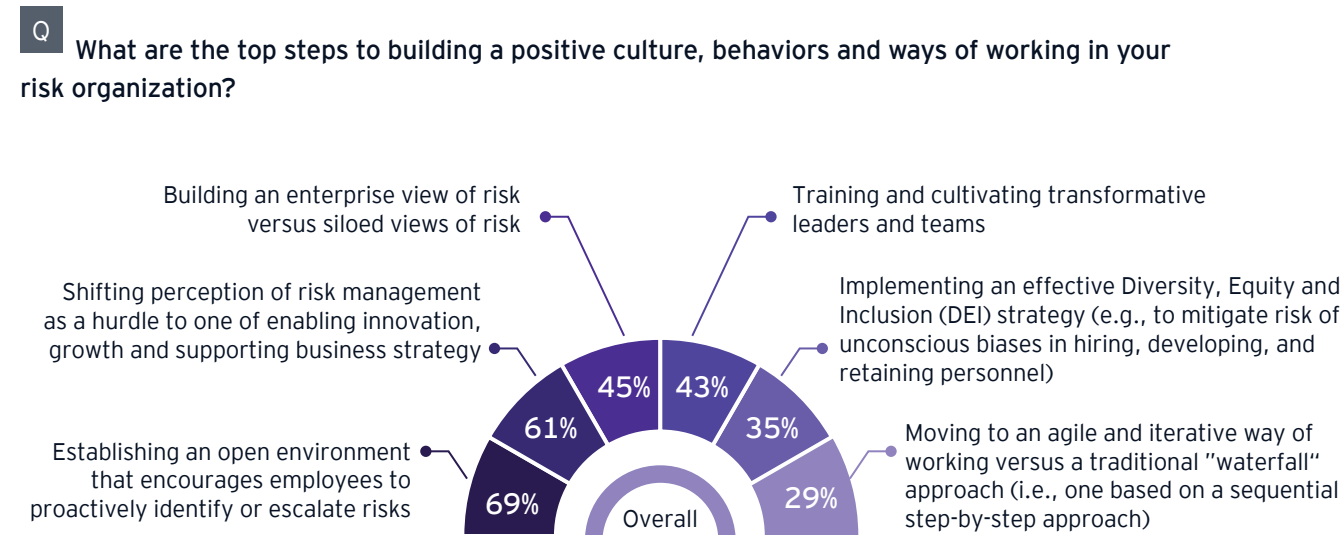 Q
What are the top steps to building a positive culture, behaviors and ways of working in your
risk organization?
Building an enterprise view of risk
versus siloed views of risk
Training and cultivating transformative
leaders and teams
Shifting perception of risk management
as a hurdle to one of enabling innovation,
growth and supporting business strategy
Implementing an effective Diversity, Equity and
Inclusion (DEI) strategy (e.g., to mitigate risk of
unconscious biases in hiring, developing, and
retaining personnel)
45%
43%
61%
35%
Establishing an open environment
that encourages employees to
proactively identify or escalate risks
Moving to an agile and iterative way of
working versus a traditional ”waterfall“
approach (i.e., one based on a sequential
step-by-step approach)
69%
29%
Overall